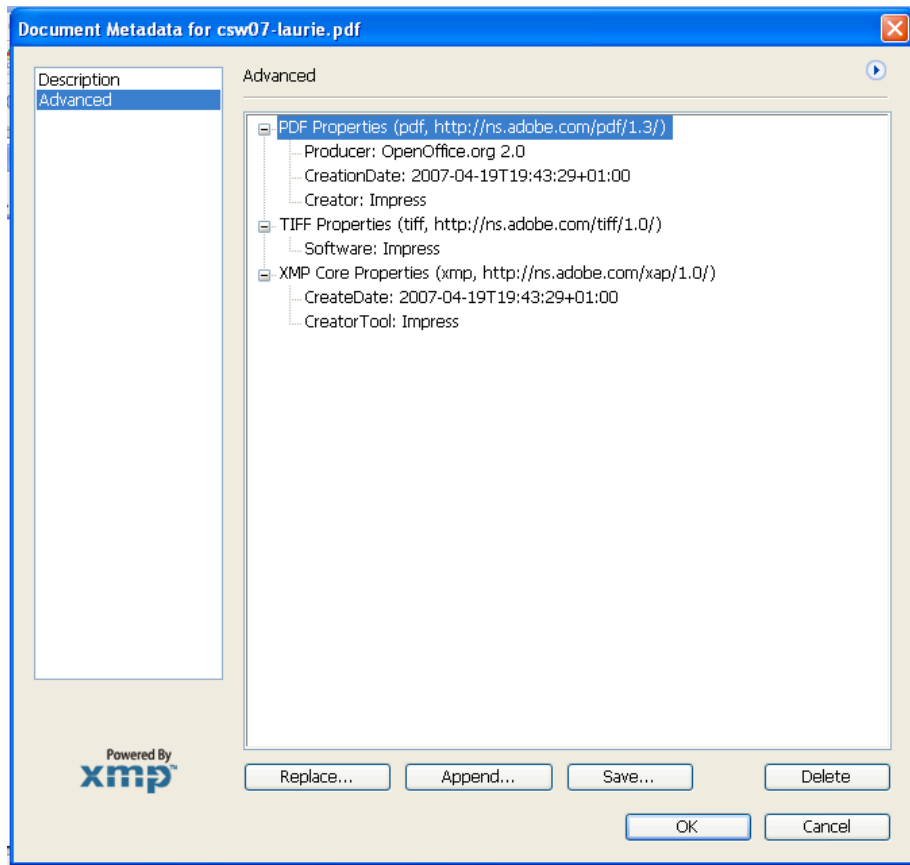 Document Metadata for csw07-laurie.pdf
Description
Advanced
Advanced
PDF Properties (pdf, http://ns.adobe.com/pdf/1.3/)
Producer: OpenOffice.org 2.0
CreationDate: 2007-04-19T19:43:29+01:00
Creator: Impress
TIFF Properties (tiff, http://ns.adobe.com/tiff/1.0/)
Software: Impress
XMP Core Properties (xmp, http://ns.adobe.com/xap/1.0/)
CreateDate: 2007-04-19T19:43:29+01:00
CreatorTool: Impress
Powered By
xmp™
Replace...
Append...
Save...
Delete
OK
Cancel